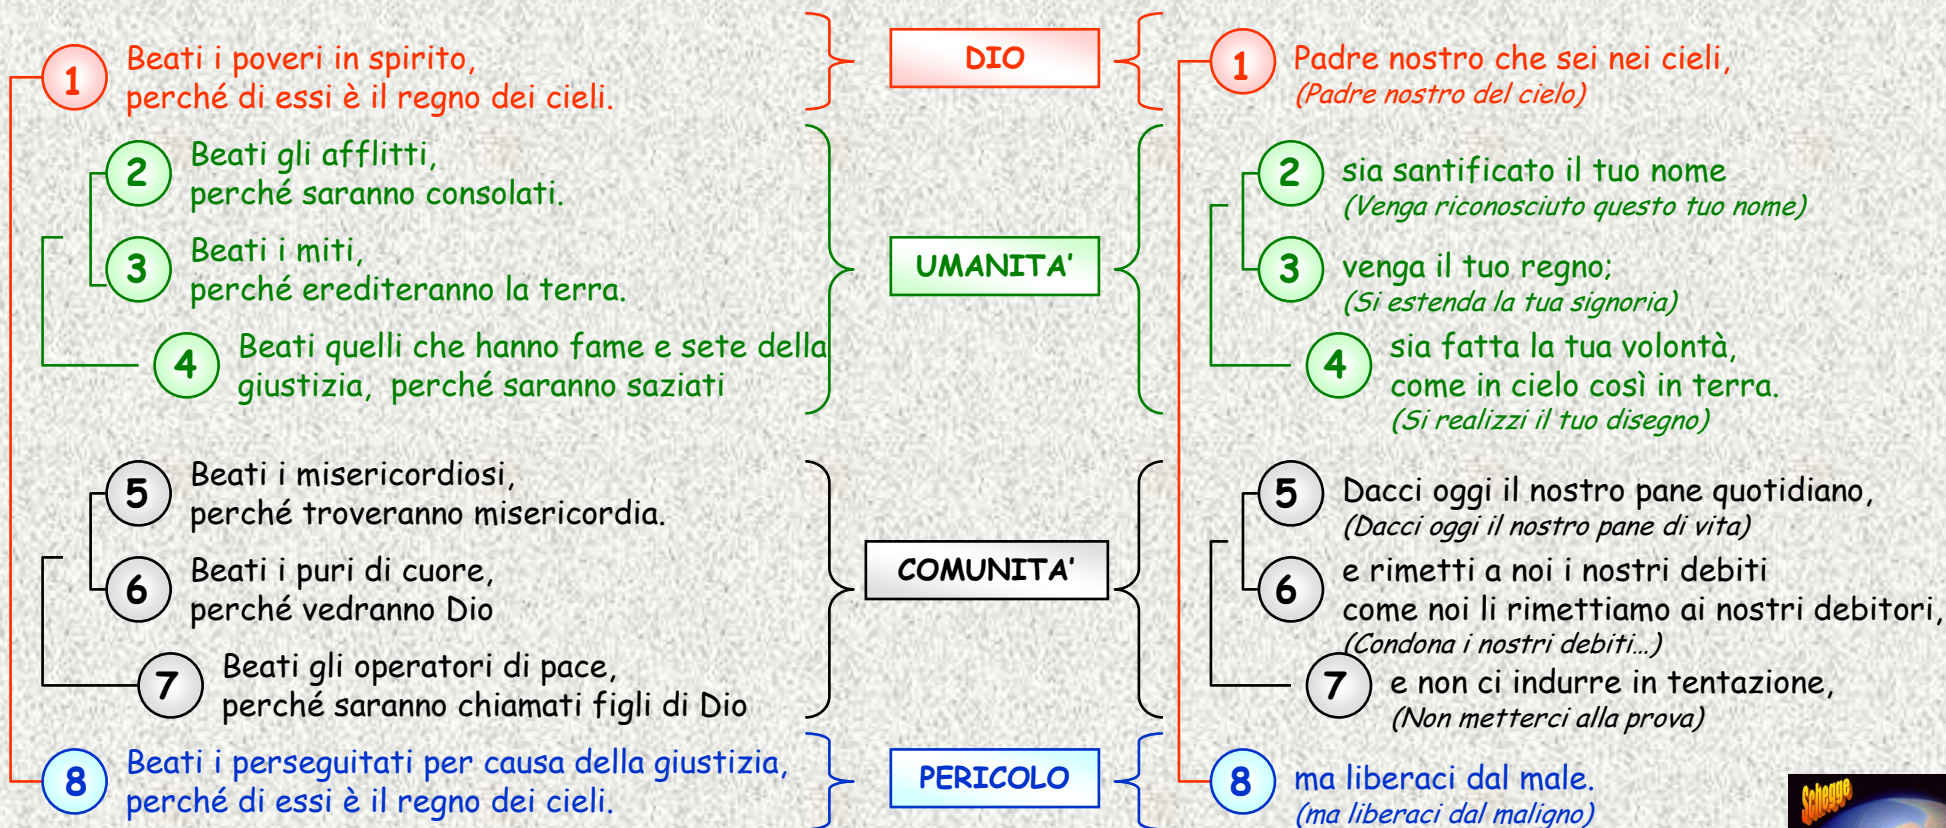 1
Beati i poveri in spirito,
perché di essi è il regno dei cieli.
2
Beati gli afflitti,
perché saranno consolati.
3
Beati i miti,
perché erediteranno la terra.
4
Beati quelli che hanno fame e sete della
giustizia, perché saranno saziati
5
Beati i misericordiosi,
perché troveranno misericordia.
6
Beati i puri di cuore,
perché vedranno Dio
7
Beati gli operatori di pace,
perché saranno chiamati figli di Dio
8
Beati i perseguitati per causa della giustizia,
perché di essi è il regno dei cieli.
DIO
UMANITA'
COMUNITA'
PERICOLO
1
Padre nostro che sei nei cieli,
(Padre nostro del cielo)
2
sia santificato il tuo nome
(Venga riconosciuto questo tuo nome)
3
venga il tuo regno;
(Si estenda la tua signoria)
4
sia fatta la tua volontà,
come in cielo così in terra.
(Si realizzi il tuo disegno)
5
Dacci oggi il nostro pane quotidiano,
(Dacci oggi il nostro pane di vita)
6
e rimetti a noi i nostri debiti
come noi li rimettiamo ai nostri debitori,
(Condona i nostri debiti...)
7
e non ci indurre in tentazione,
(Non metterci alla prova)
8
ma liberaci dal male.
(ma liberaci dal maligno)
Schegge